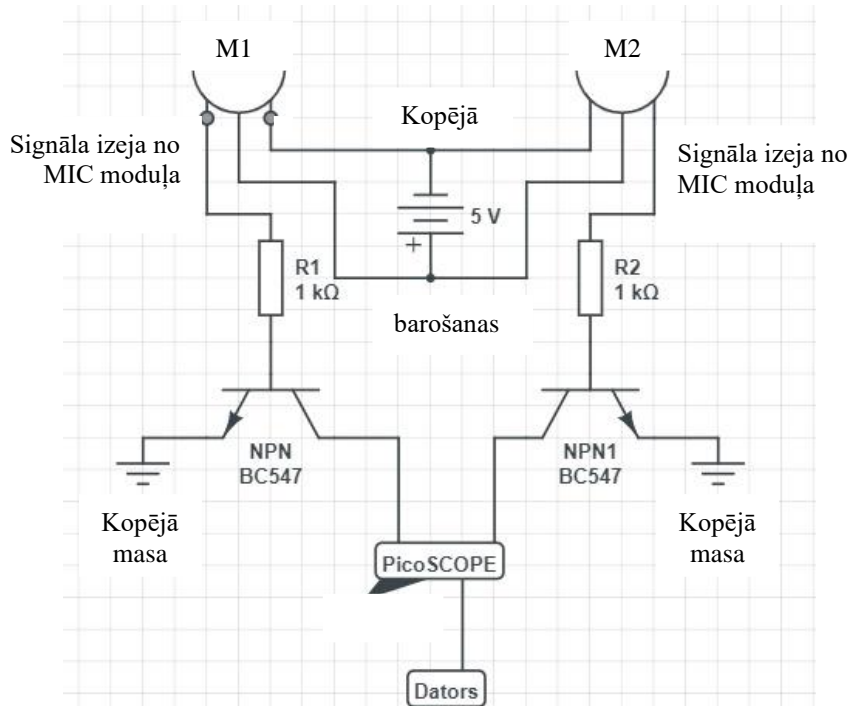 M1
M2
Kopējā
Signāla izeja no
MIC moduļa
Signāla izeja no
MIC moduļa
5 V
+
R1
1 kΩ
R2
1 kΩ
barošanas
NPN
BC547
NPN1
BC547
Kopējā
masa
Kopējā
masa
PicoSCOPE
Dators